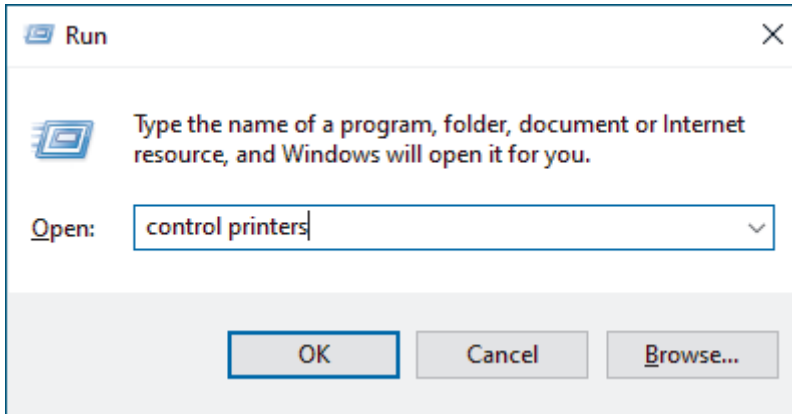 Run
Type the name of a program, folder, document or Internet
resource, and Windows will open it for you.
Open: control printers
OK Cancel Browse...